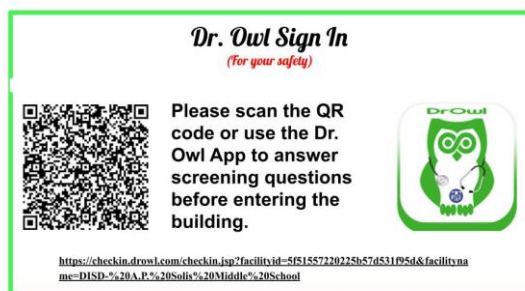 Dr. Owl Sign In
(For your safety)
DrOwl
Please scan the QR
code or use the Dr.
Owl App to answer
screening questions
before entering the
building.
https://checkin.drowl.com/checkin.jsp?facilityid=5f51557220225b57d531f95d&facilityna
me=DISD-%20A.P.%20Solis%20Middle%20School